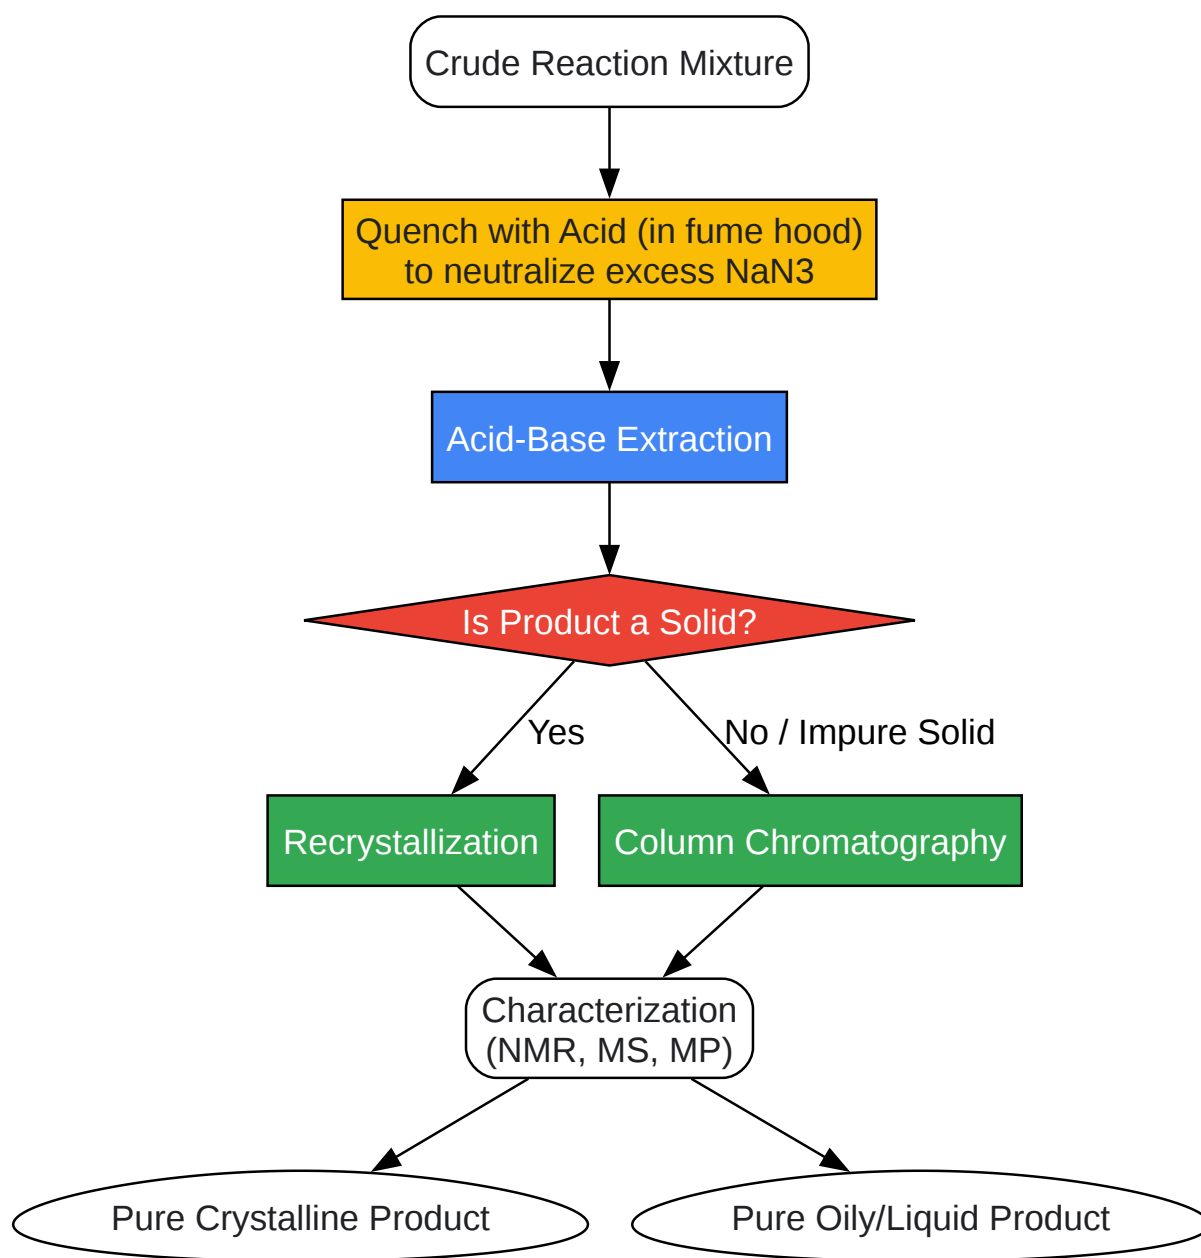 Crude Reaction Mixture
Quench with Acid (in fume hood)
to neutralize excess NaN3
Acid-Base Extraction
Is Product a Solid?
Yes
No / Impure Solid
Recrystallization
Column Chromatography
Characterization
(NMR, MS, MP)
Pure Crystalline Product
Pure Oily/Liquid Product